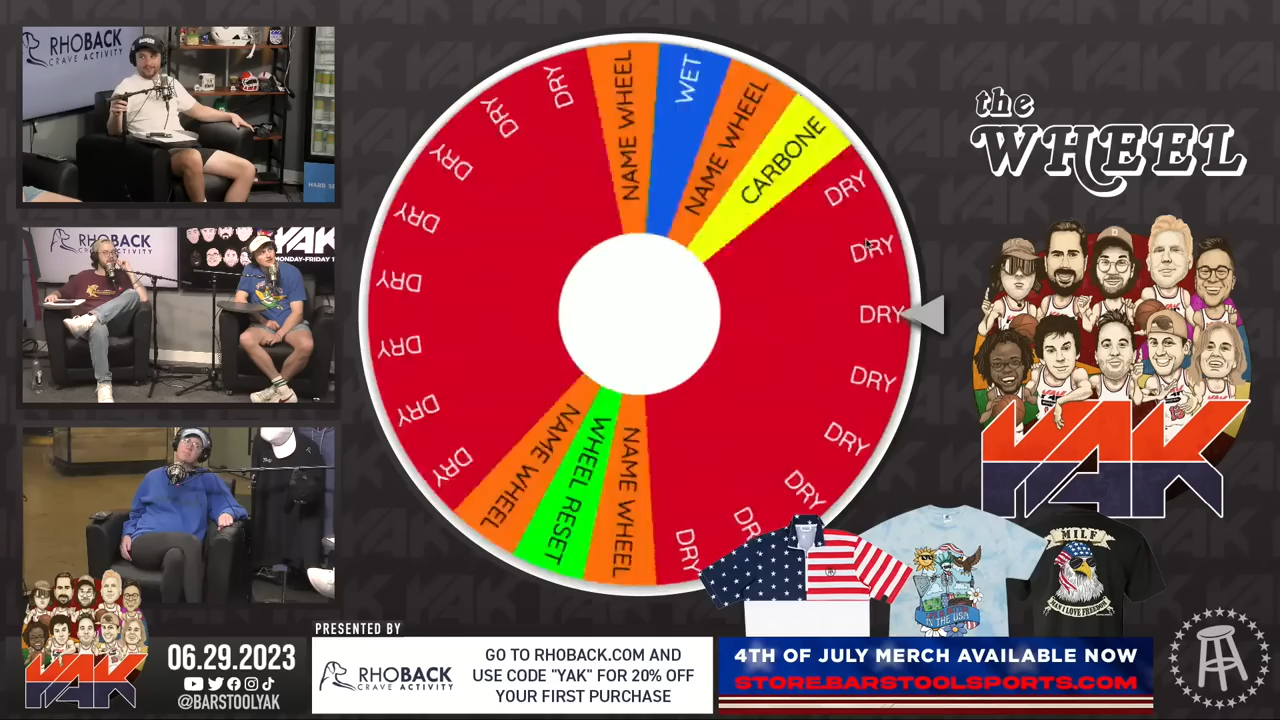 RHOBACK
CRAVE ACTIVITY
HARD SE
RHOBACK
CRAVE ACTIVITY
YAK
MONDAY-FRIDAY 1
DRY
DRY
DRY
DRY
DRY
DRY
DRY
DRY
DRY
NAME WHEEL
WET
NAME WHEEL
CARBONE
DRY
DRY
DRY
DRY
DRY
DRY
DRY
DRY
NAME WHEEL
WHEEL RESET
NAME WHEEL
the
WHEEL
YAK
MILF
MAN I LOVE FREEDOM
IN THE USA
YAK
06.29.2023
@BARSTOOLYAK
PRESENTED BY
RHOBACK
CRAVE ACTIVITY
GO TO RHOBACK.COM AND
USE CODE "YAK" FOR 20% OFF
YOUR FIRST PURCHASE
4TH OF JULY MERCH AVAILABLE NOW
STORE.BARSTOOLSPORTS.COM